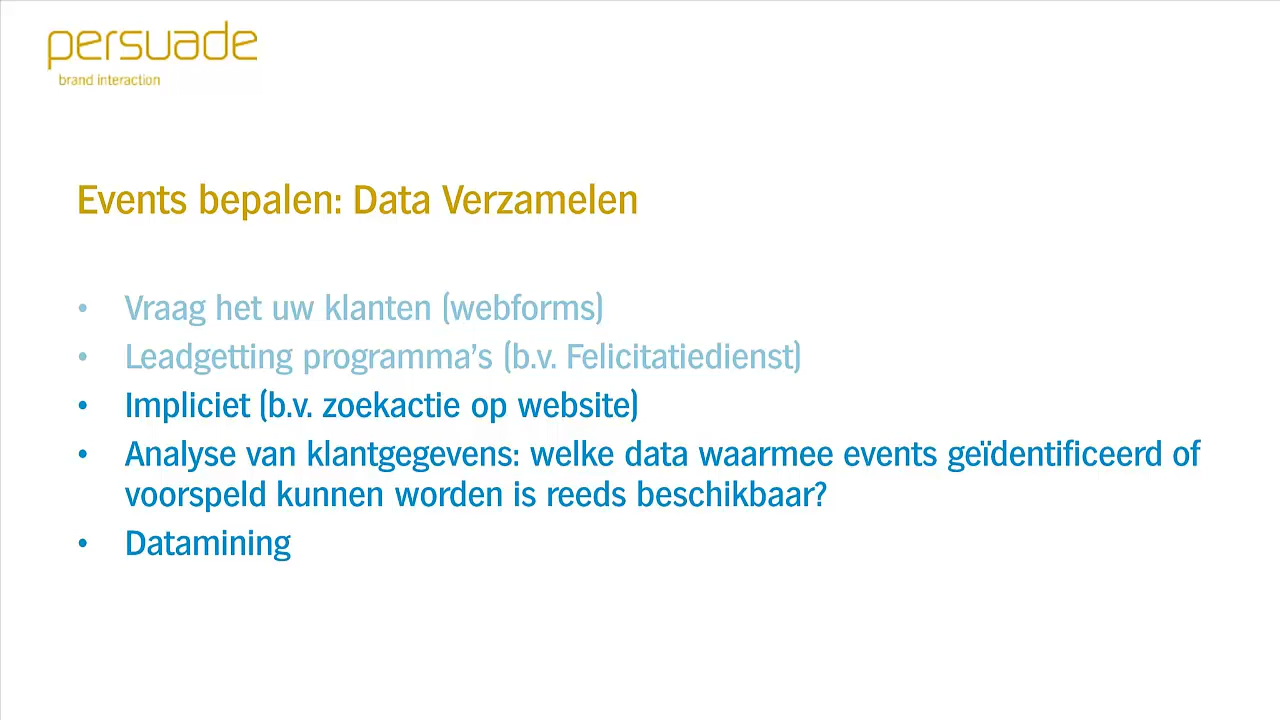 persuade
brand interaction
Events bepalen: Data Verzamelen
• Vraag het uw klanten (webforms)
• Leadgetting programma's (b.v. Felicitatiedienst)
• Impliciet (b.v. zoekactie op website)
• Analyse van klantgegevens: welke data waarmee events geïdentificeerd of
voorspeld kunnen worden is reeds beschikbaar?
• Datamining